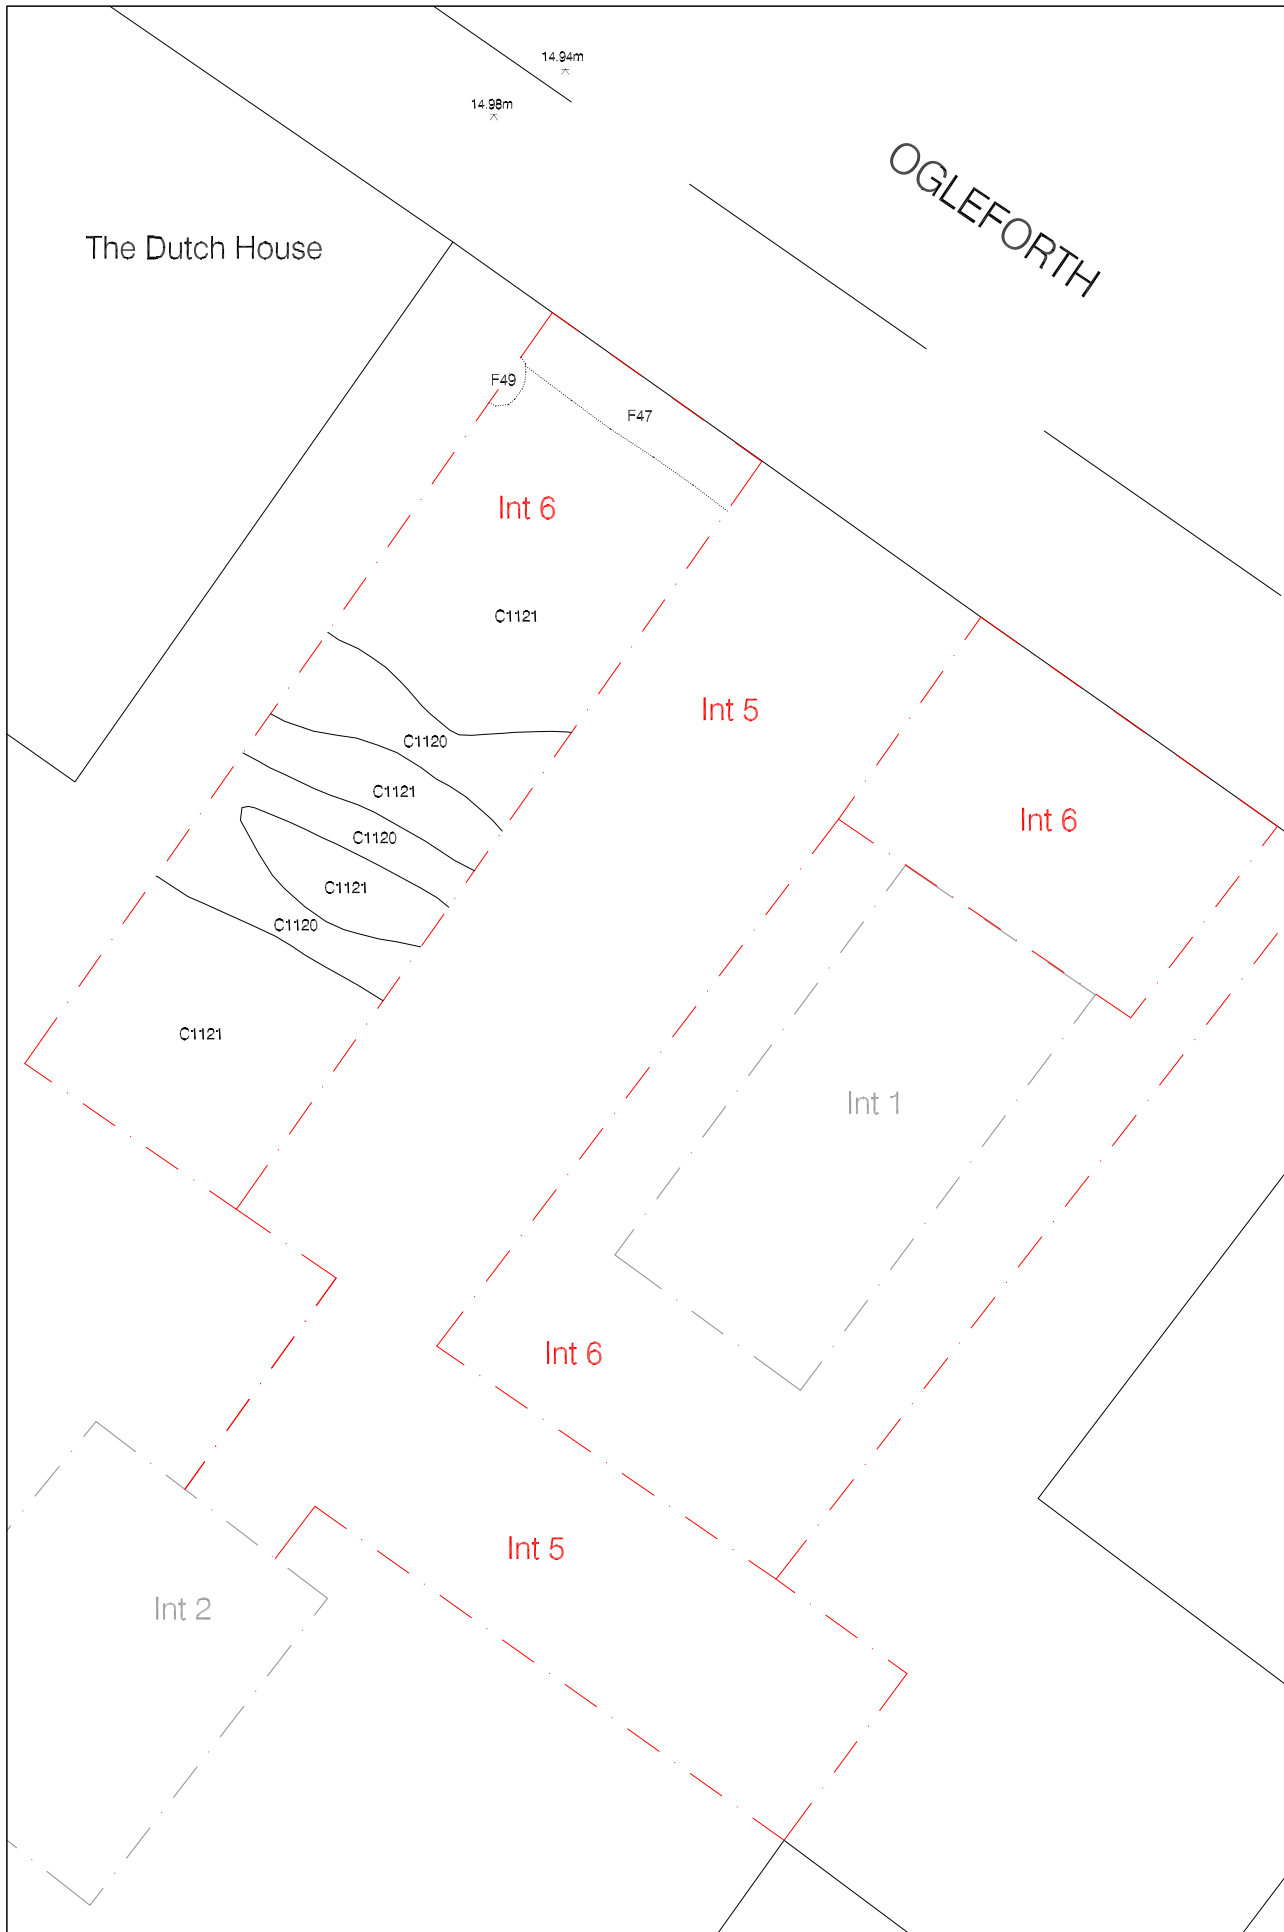 14.94m
14.98m
OGLEFORTH
The Dutch House
F49
F47
Int 6
C1121
Int 5
C1120
C1121
Int 6
C1120
C1121
C1120
C1121
Int 1
Int 6
Int 5
Int 2